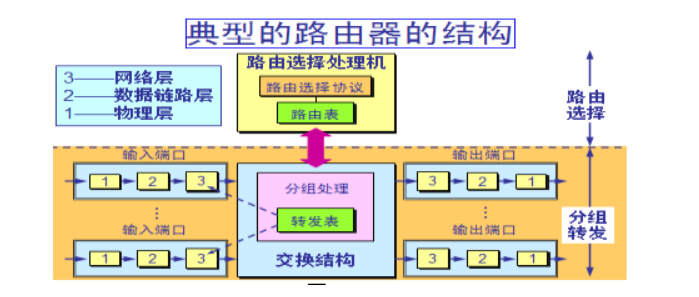 典型的路由器的结构
3——网络层
2——数据链路层
1——物理层
路由选择处理机
路由选择协议
路由表
路由
选择
输入端口
1 2 3
输入端口
1 2 3
分组处理
转发表
交换结构
输出端口
3 2 1
输出端口
3 2 1
分组
转发